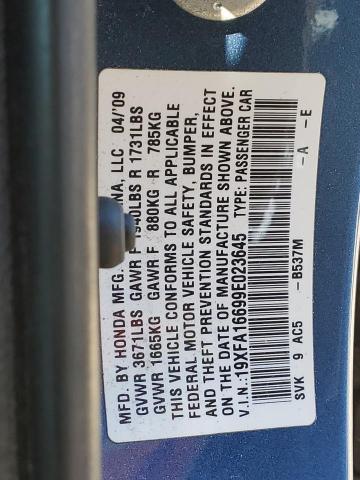 MFD. BY HONDA MFG. NA, LLC 04/'09
GVWR 3671LBS GAWR F 1940LBS R 1731LBS
GVWR 1665KG GAWR F 880KG R 785KG
THIS VEHICLE CONFORMS TO ALL APPLICABLE
FEDERAL MOTOR VEHICLE SAFETY, BUMPER,
AND THEFT PREVENTION STANDARDS IN EFFECT
ON THE DATE OF MANUFACTURE SHOWN ABOVE.
V.I.N.:19XFA16699E023645 TYPE: PASSENGER CAR
SVK 9 AC5 -B537M -A -E